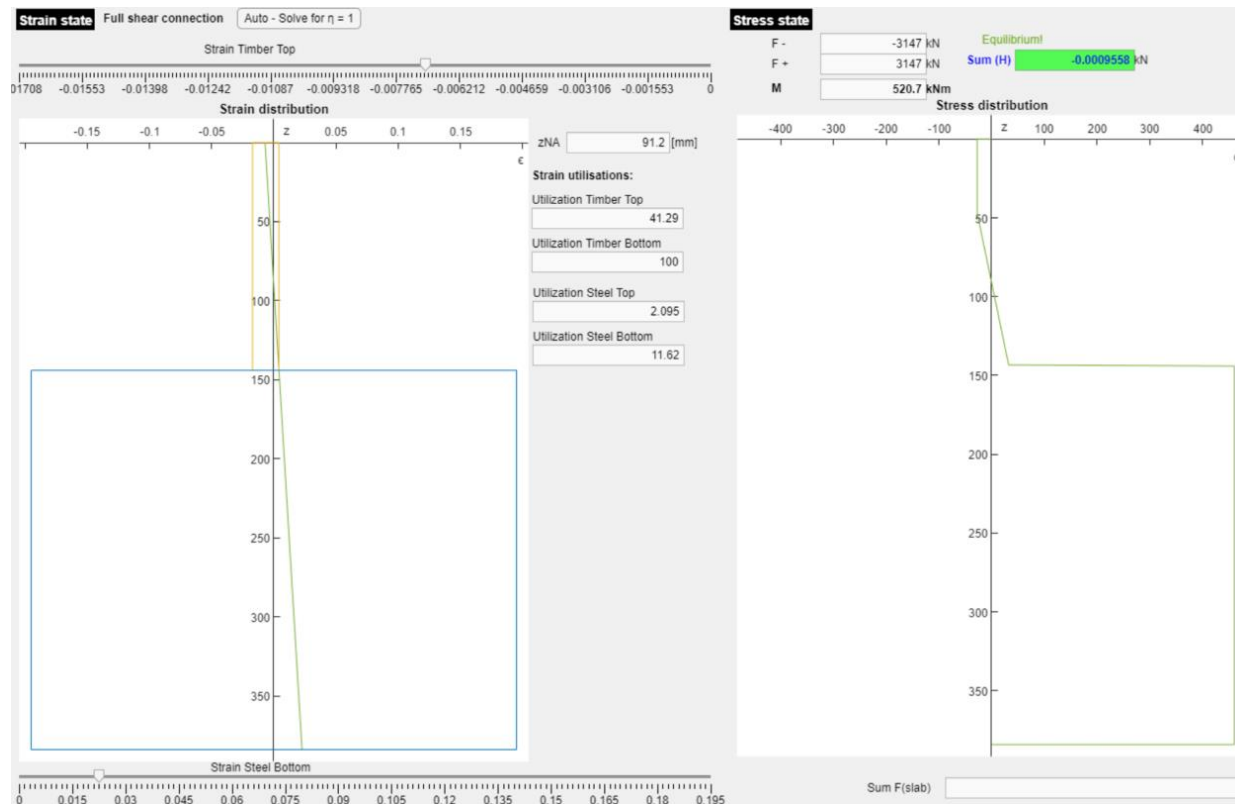 Strain state Full shear connection Auto - Solve for η = 1
Strain Timber Top
01708 -0.01553 -0.01398 -0.01242 -0.01087 -0.009318 -0.007765 -0.006212 -0.004659 -0.003106 -0.001553 0
Strain distribution
-0.15 -0.1 -0.05 z 0.05 0.1 0.15
€
50
100
150
200
250
300
350
zNA 91.2 [mm]
Strain utilisations:
Utilization Timber Top
41.29
Utilization Timber Bottom
100
Utilization Steel Top
2.095
Utilization Steel Bottom
11.62
Strain Steel Bottom
0 0.015 0.03 0.045 0.06 0.075 0.09 0.105 0.12 0.135 0.15 0.165 0.18 0.195
Stress state
F - -3147 kN
F + 3147 kN
M 520.7 kNm
Equilibrium!
Sum (H) -0.0009558 kN
Stress distribution
-400 -300 -200 -100 z 100 200 300 400
50
100
150
200
250
300
350
Sum F(slab)